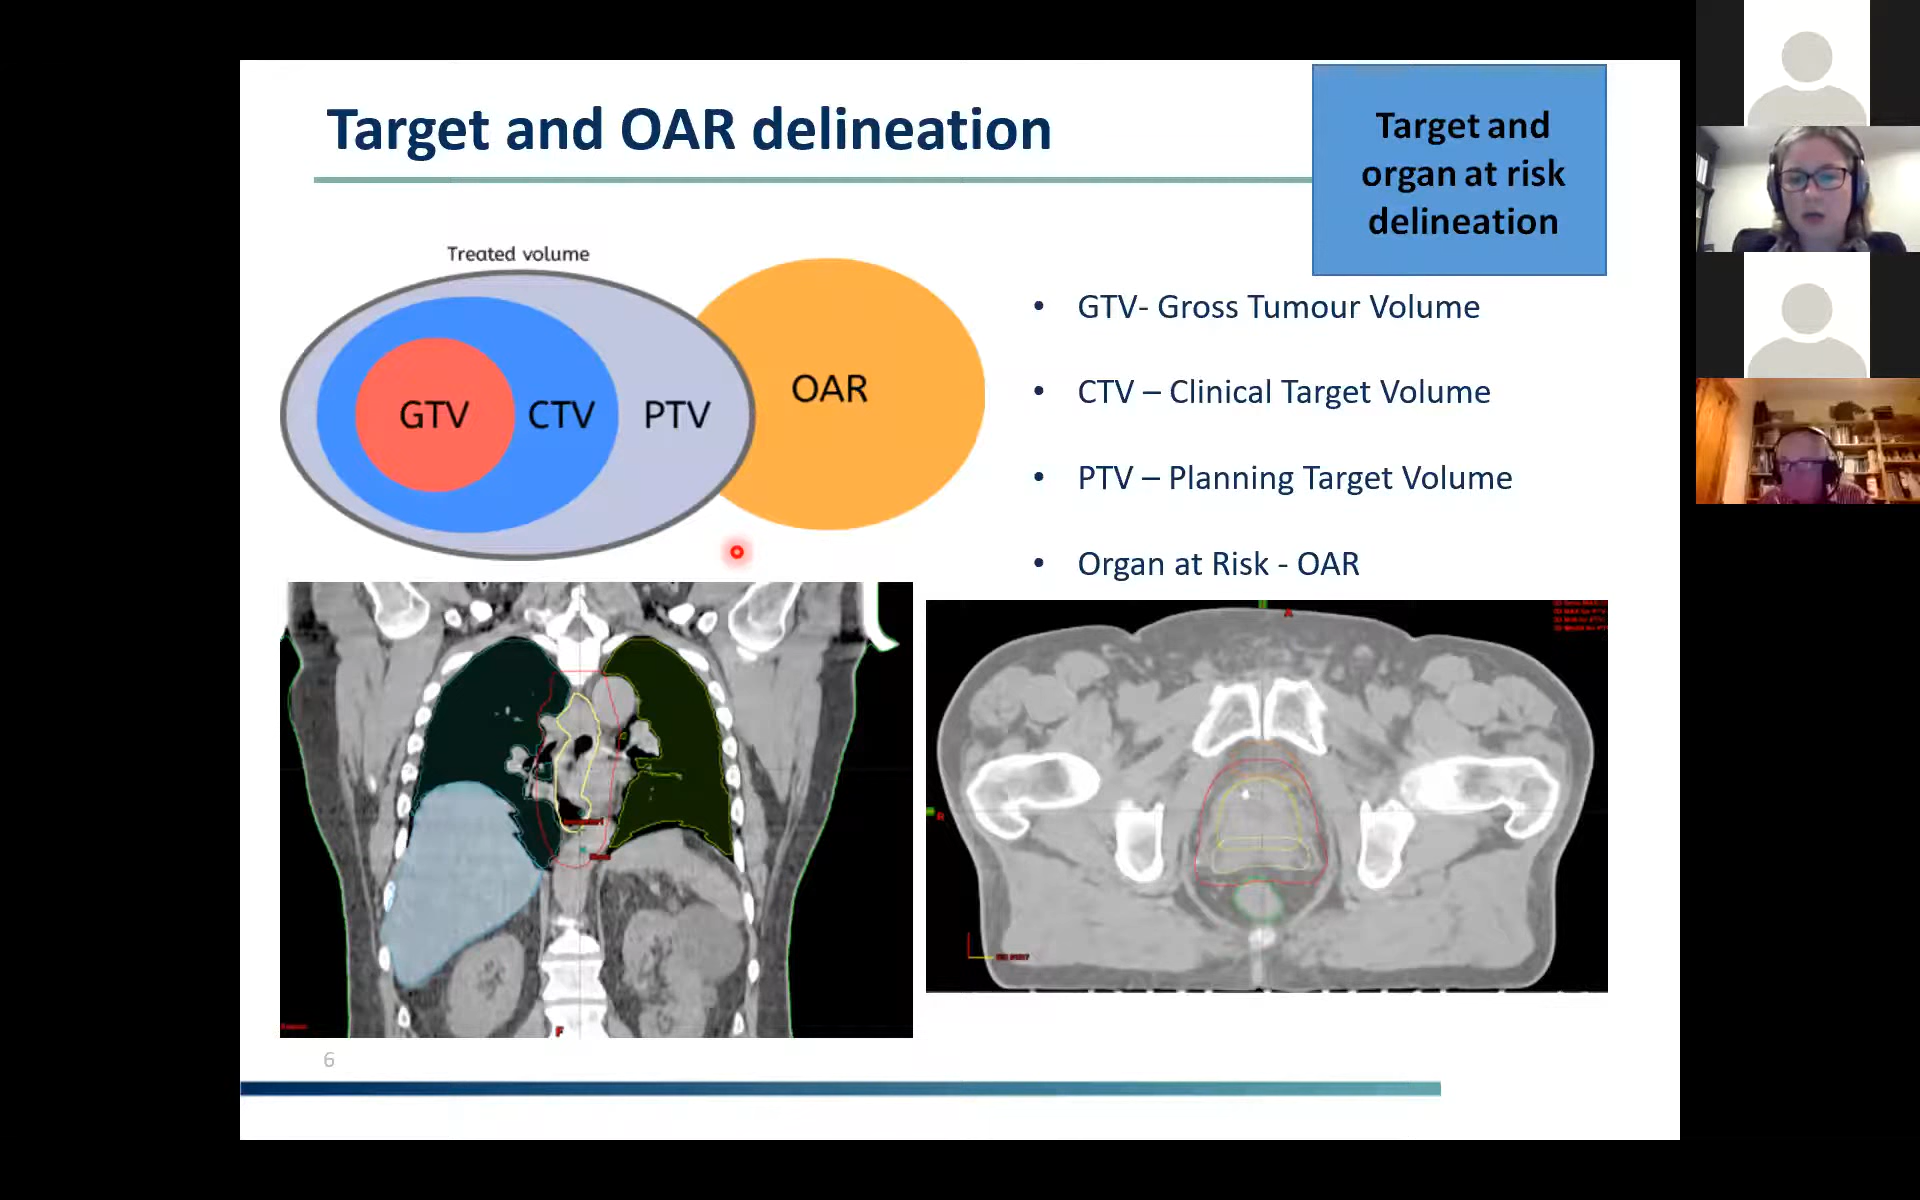 Target and OAR delineation
Target and
organ at risk
delineation
Treated volume
GTV
CTV
PTV
OAR
• GTV- Gross Tumour Volume
• CTV – Clinical Target Volume
• PTV – Planning Target Volume
• Organ at Risk - OAR
A
R
F
6